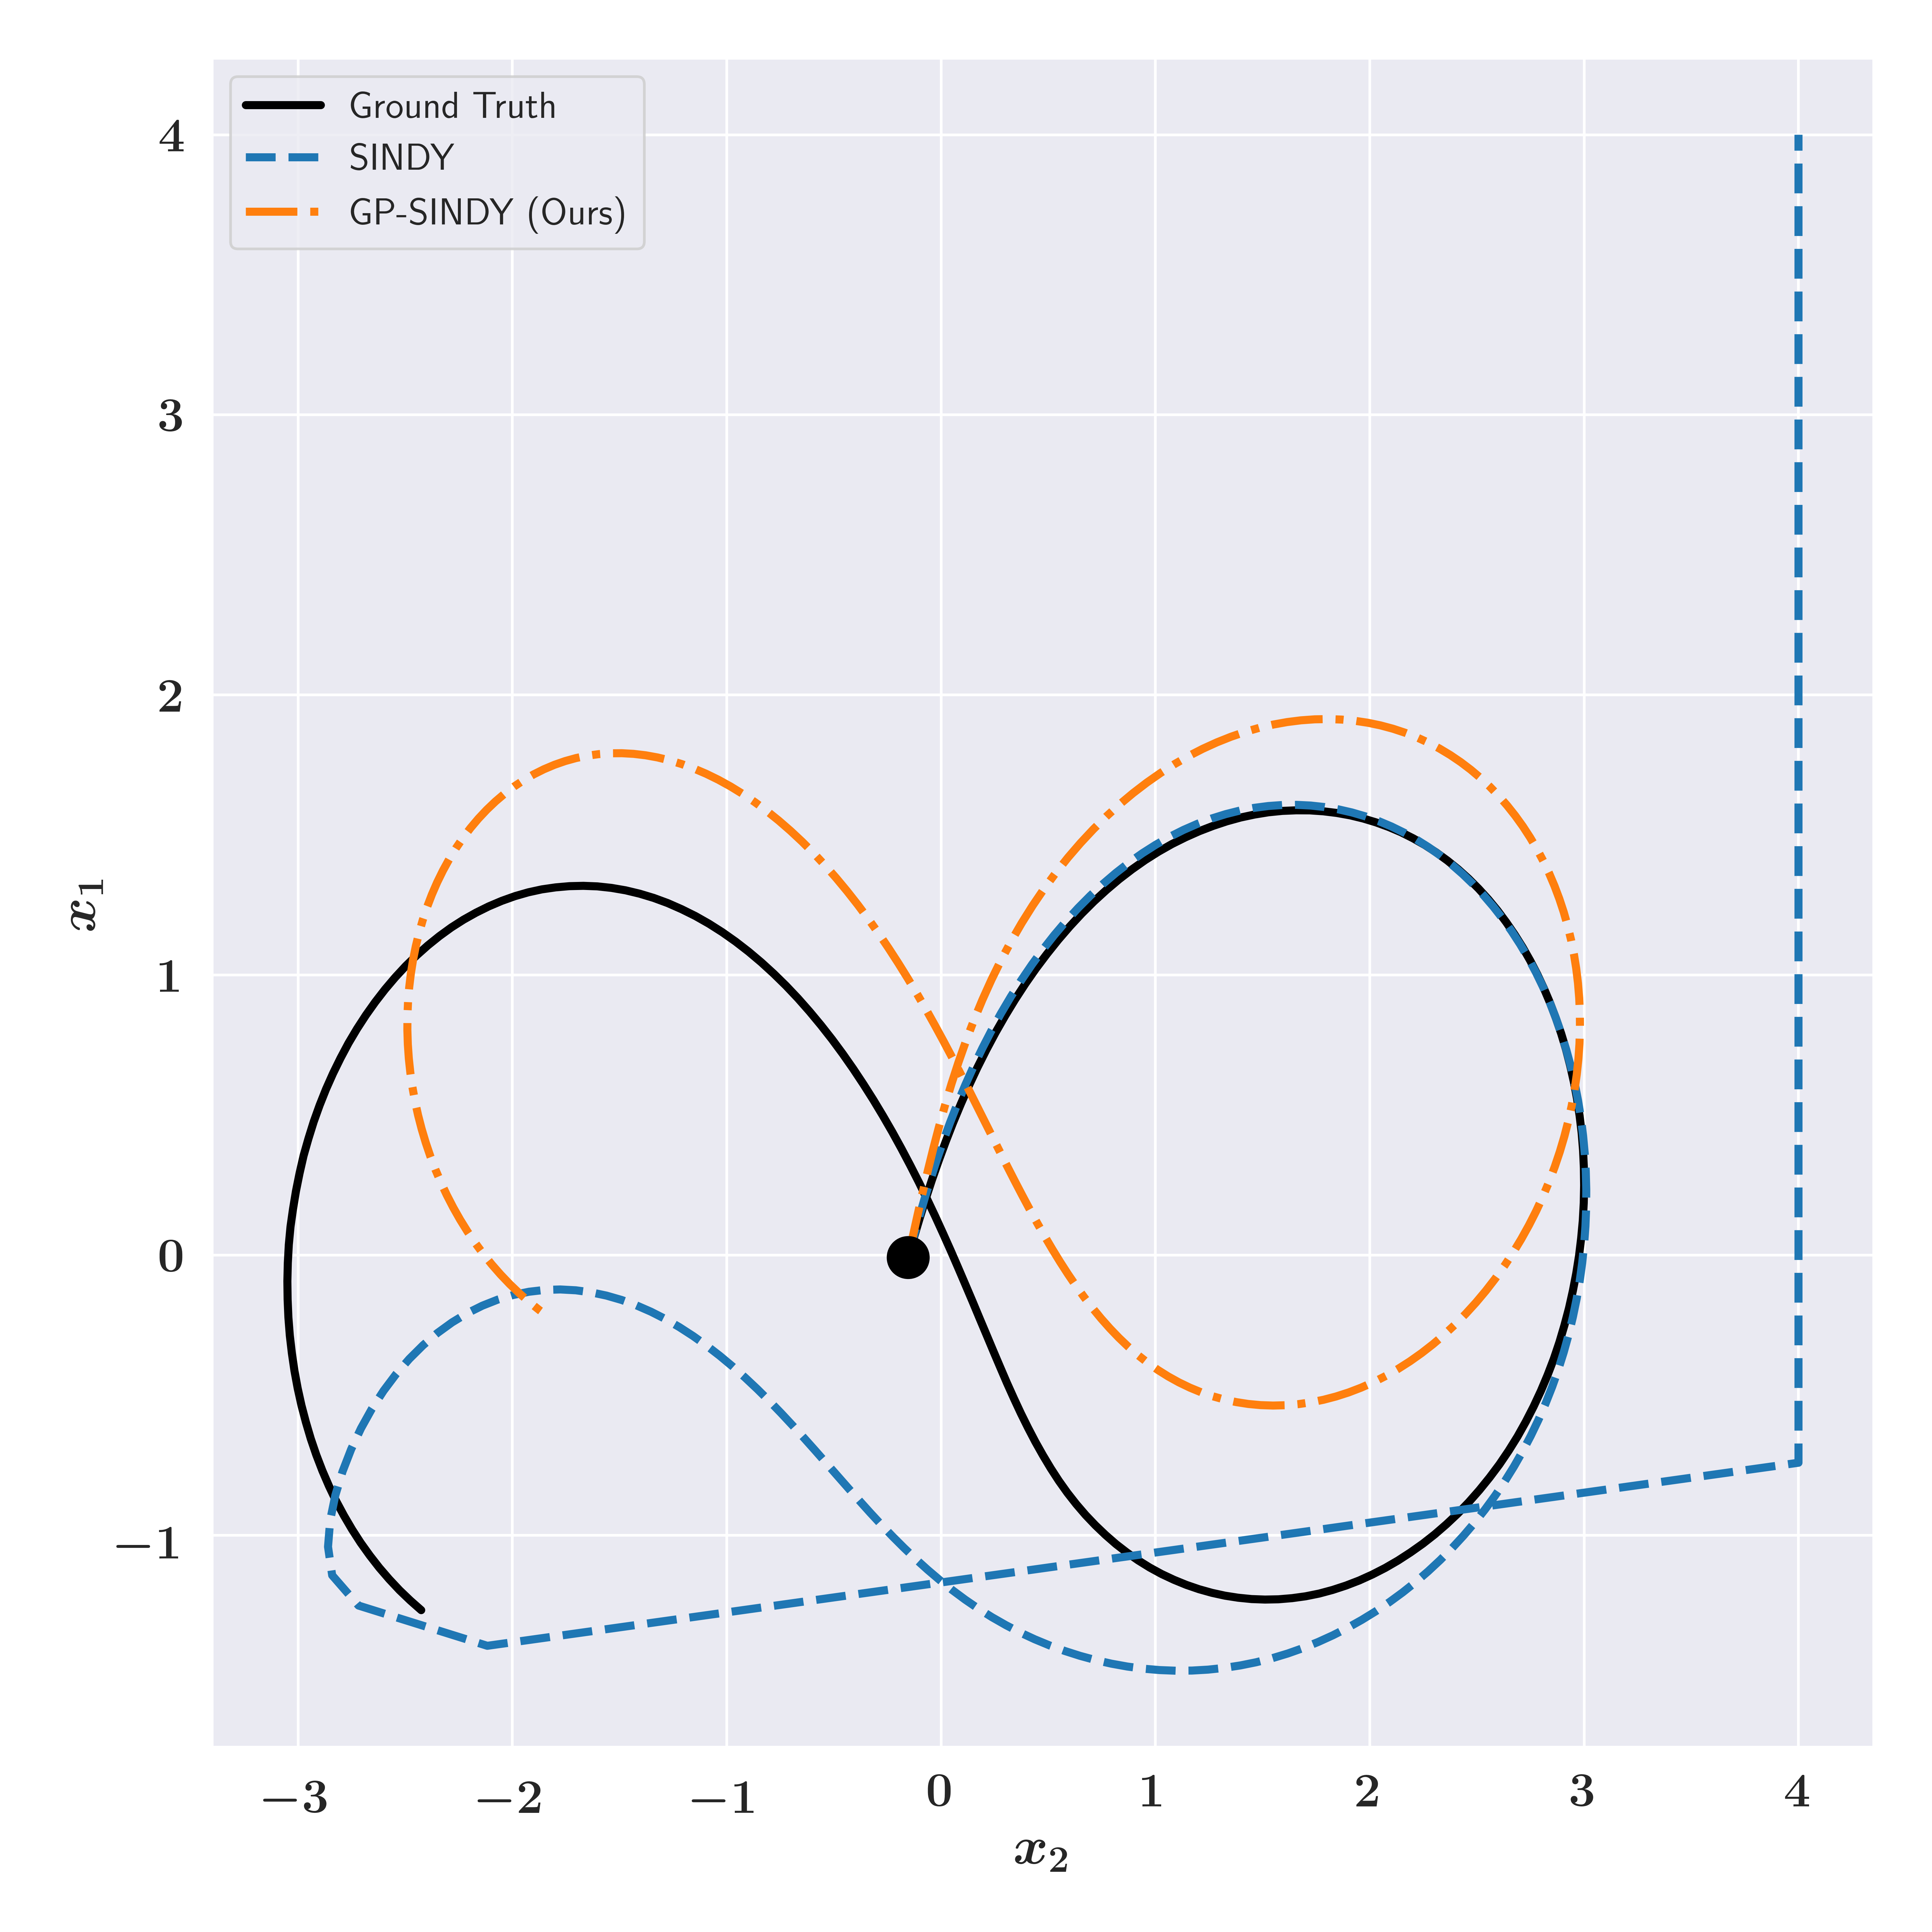 Ground Truth
SINDY
GP-SINDY (Ours)
4
3
2
1
0
−1
x₁
−3 −2 −1 0 1 2 3 4
x₂